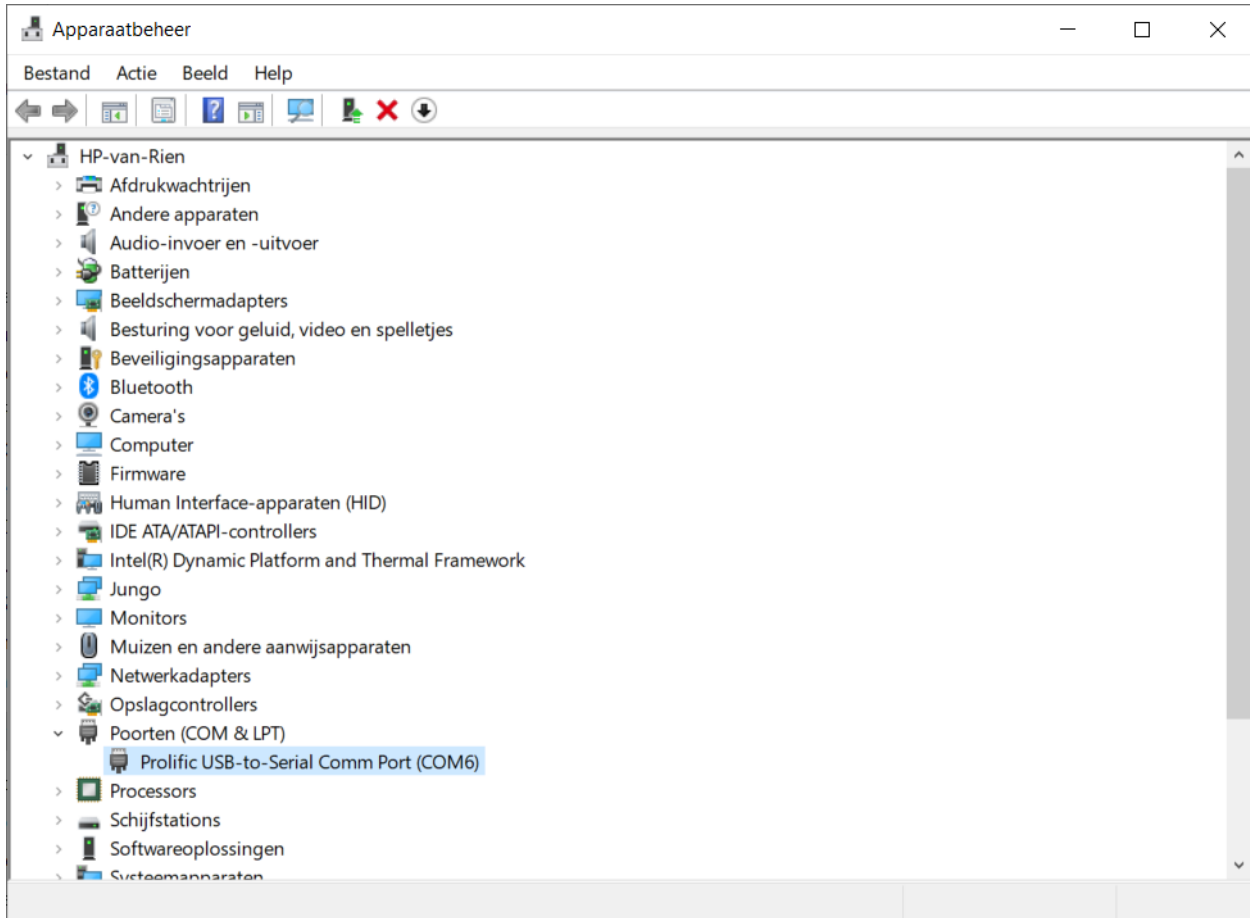 Apparaatbeheer
Bestand Actie Beeld Help
HP-van-Rien
Afdrukwachtrijen
Andere apparaten
Audio-invoer en -uitvoer
Batterijen
Beeldschermadapters
Besturing voor geluid, video en spelletjes
Beveiligingsapparaten
Bluetooth
Camera's
Computer
Firmware
Human Interface-apparaten (HID)
IDE ATA/ATAPI-controllers
Intel(R) Dynamic Platform and Thermal Framework
Jungo
Monitors
Muizen en andere aanwijsapparaten
Netwerkadapters
Opslagcontrollers
Poorten (COM & LPT)
Prolific USB-to-Serial Comm Port (COM6)
Processors
Schijfstations
Softwareoplossingen
Systeemapparaten